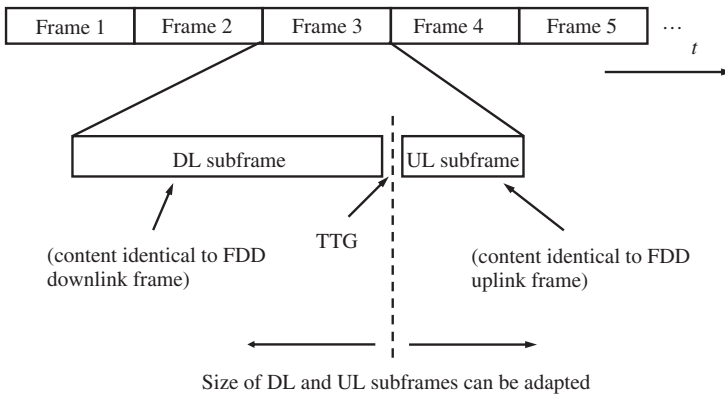 Frame 1 Frame 2 Frame 3 Frame 4 Frame 5 ...
t
DL subframe UL subframe
TTG
(content identical to FDD
downlink frame)
(content identical to FDD
uplink frame)
Size of DL and UL subframes can be adapted